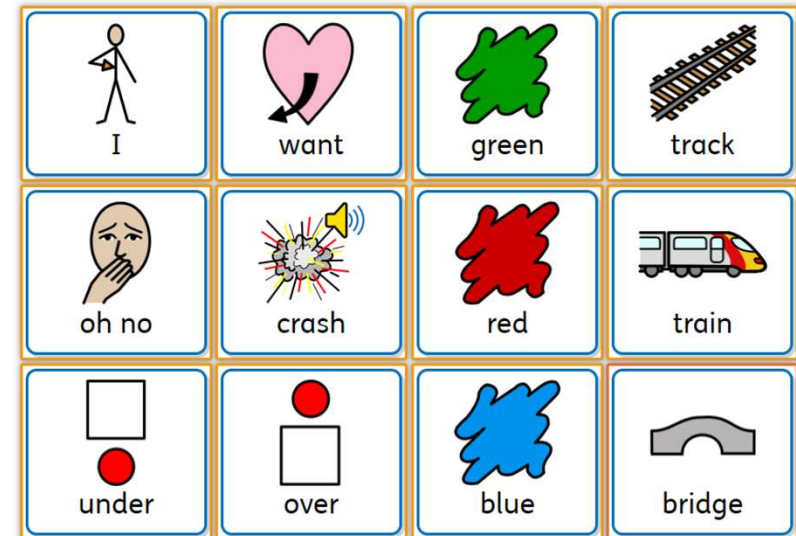 I want green track
oh no crash red train
under over blue bridge